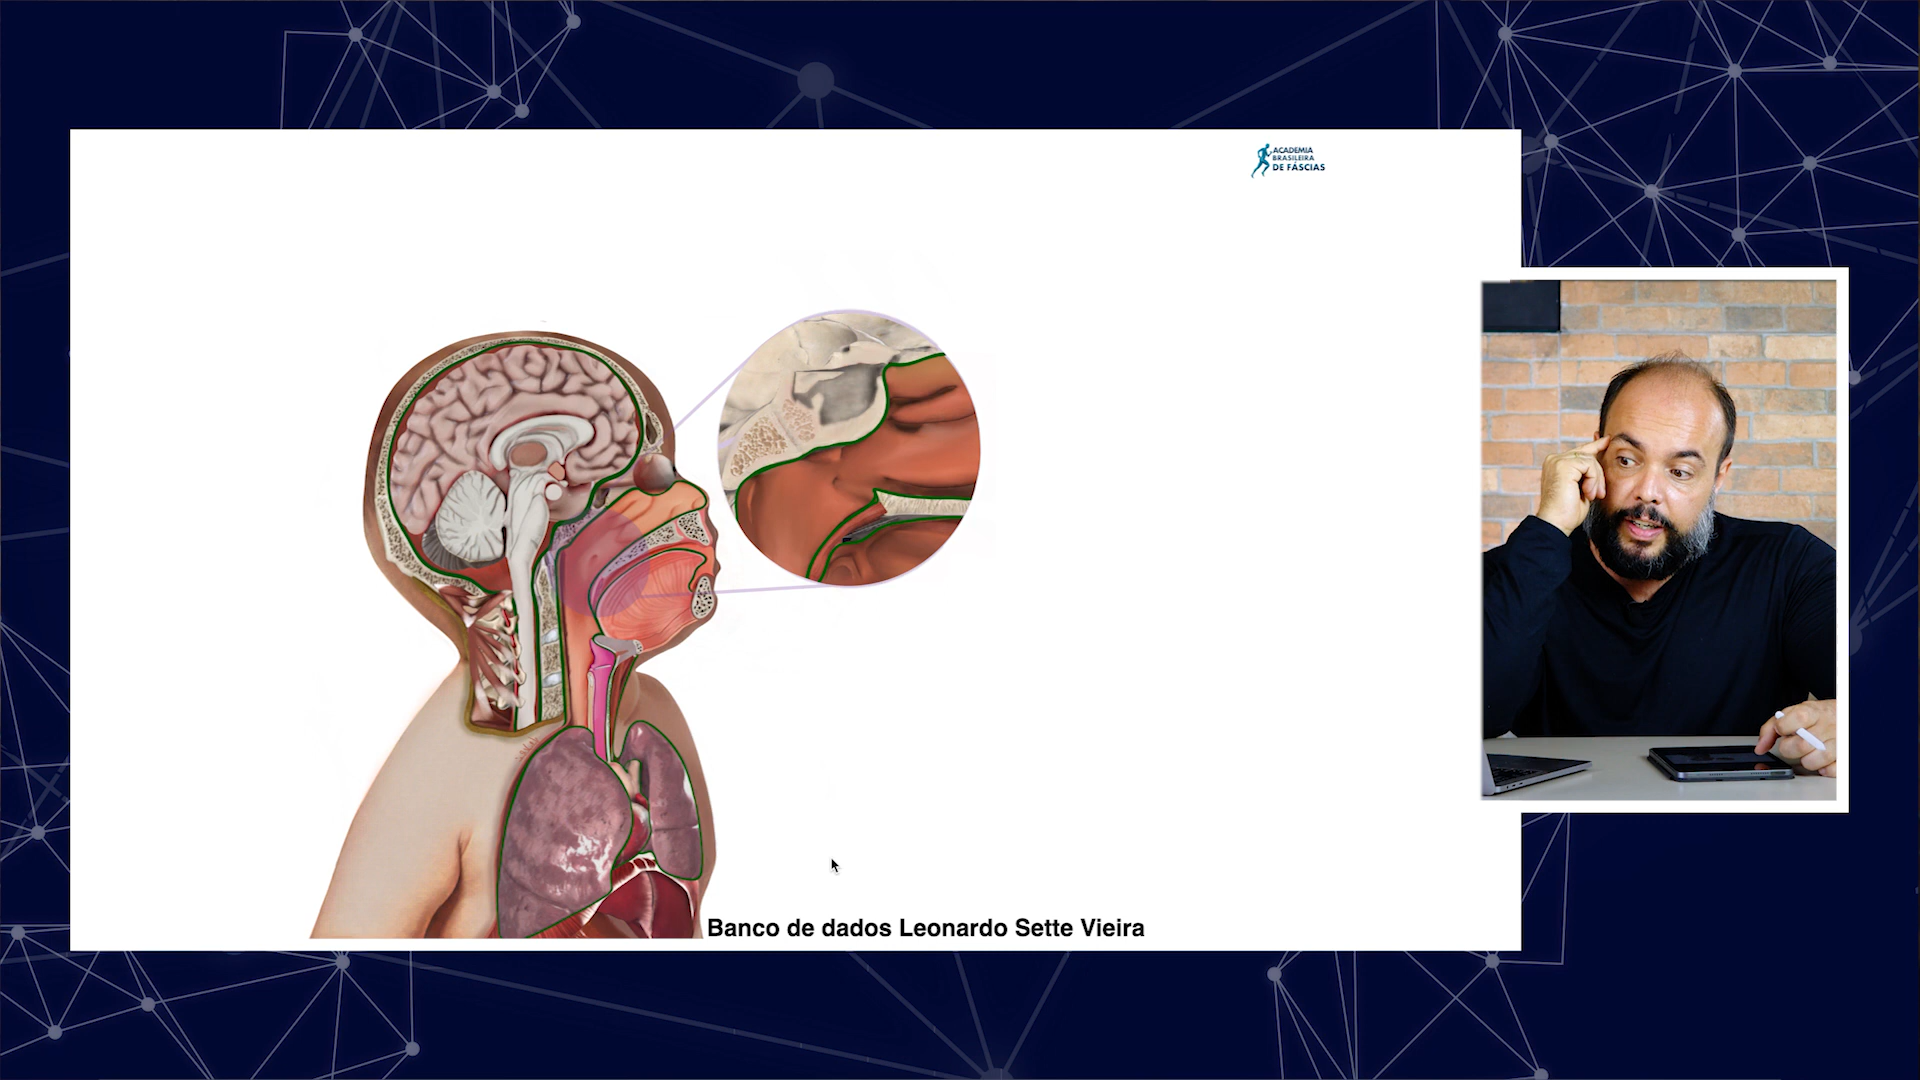 ACADEMIA
BRASILEIRA
DE FÁSCIAS
Banco de dados Leonardo Sette Vieira